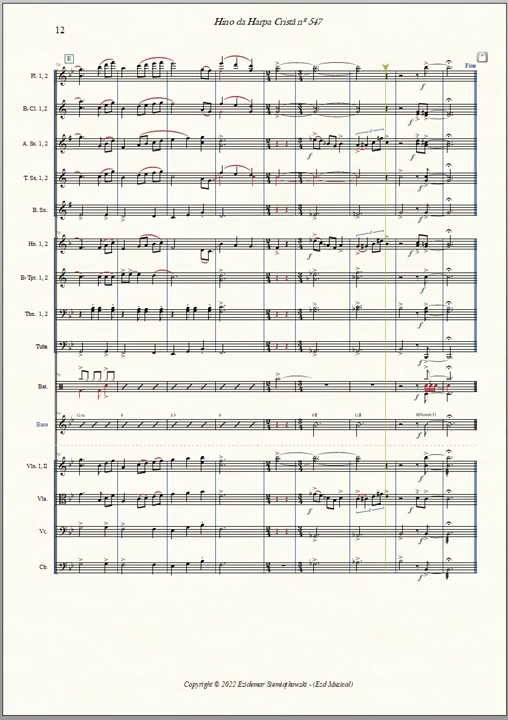 Hino da Harpa Cristã nº 547
12
E
Fine
Fl. 1, 2
B♭ Cl. 1, 2
A. Sx. 1, 2
T. Sx. 1, 2
B. Sx.
Hn. 1, 2
B♭ Tpt. 1, 2
Tbn. 1, 2
Tuba
Bat.
Base
Vln. I, II
Vla.
Vc.
Cb.
Copyright © 2022 Ezidemar Siemiatkowski - (Ezd Musical)